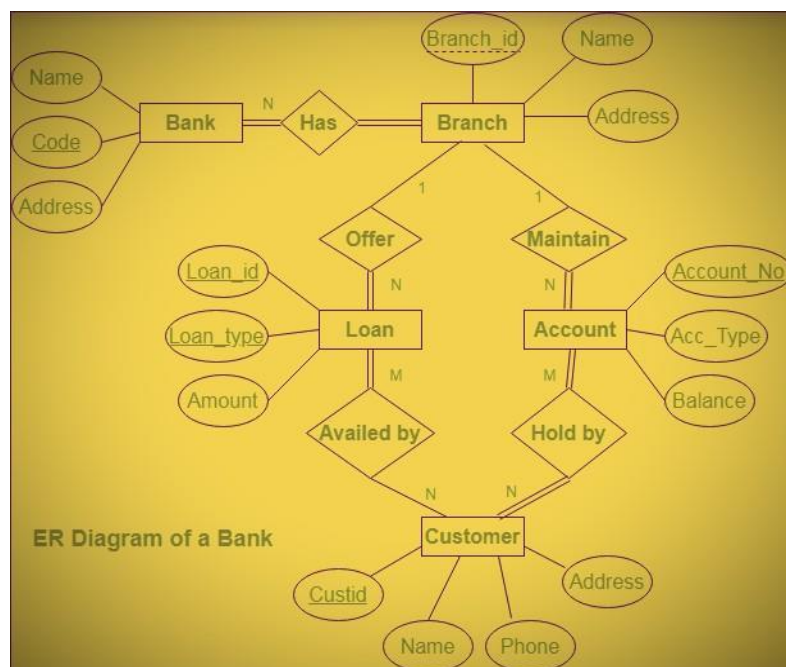 Branch_id
Name
Name
N
Bank
Has
Branch
Address
Code
Address
1
1
Offer
Maintain
Loan_id
N
N
Account_No
Loan
Account
Loan_type
Acc_Type
M
M
Amount
Balance
Availed by
Hold by
N
N
ER Diagram of a Bank
Customer
Custid
Address
Name
Phone